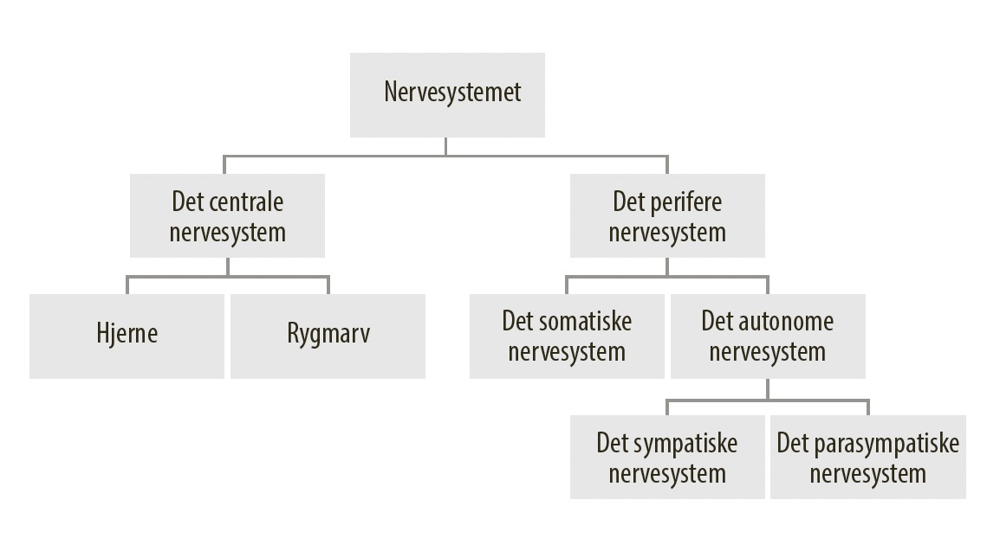 Nervesystemet
Det centrale
nervesystem
Det perifere
nervesystem
Hjerne
Rygmarv
Det somatiske
nervesystem
Det autonome
nervesystem
Det sympatiske
nervesystem
Det parasympatiske
nervesystem